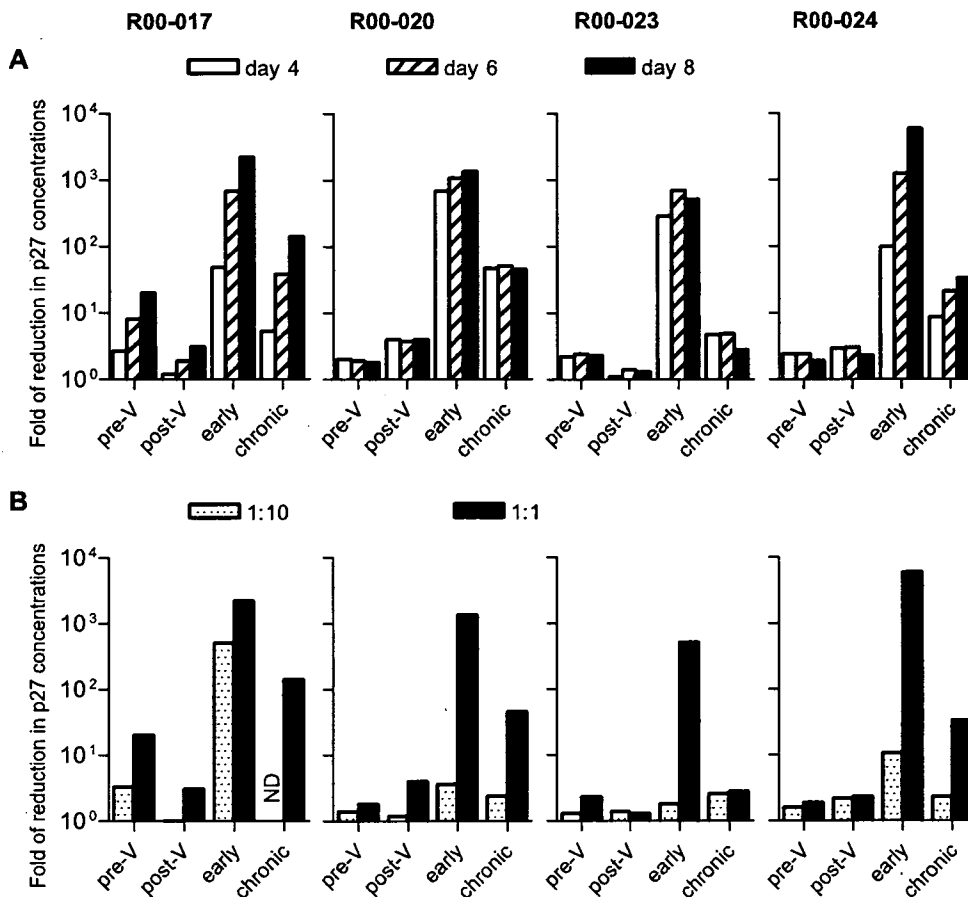 R00-017 R00-020 R00-023 R00-024
A
day 4 day 6 day 8
Fold of reduction in p27 concentrations
10⁴
10³
10²
10¹
10⁰
pre-V post-V early chronic pre-V post-V early chronic pre-V post-V early chronic pre-V post-V early chronic
B
1:10 1:1
Fold of reduction in p27 concentrations
10⁴
10³
10²
10¹
10⁰
ND
pre-V post-V early chronic pre-V post-V early chronic pre-V post-V early chronic pre-V post-V early chronic